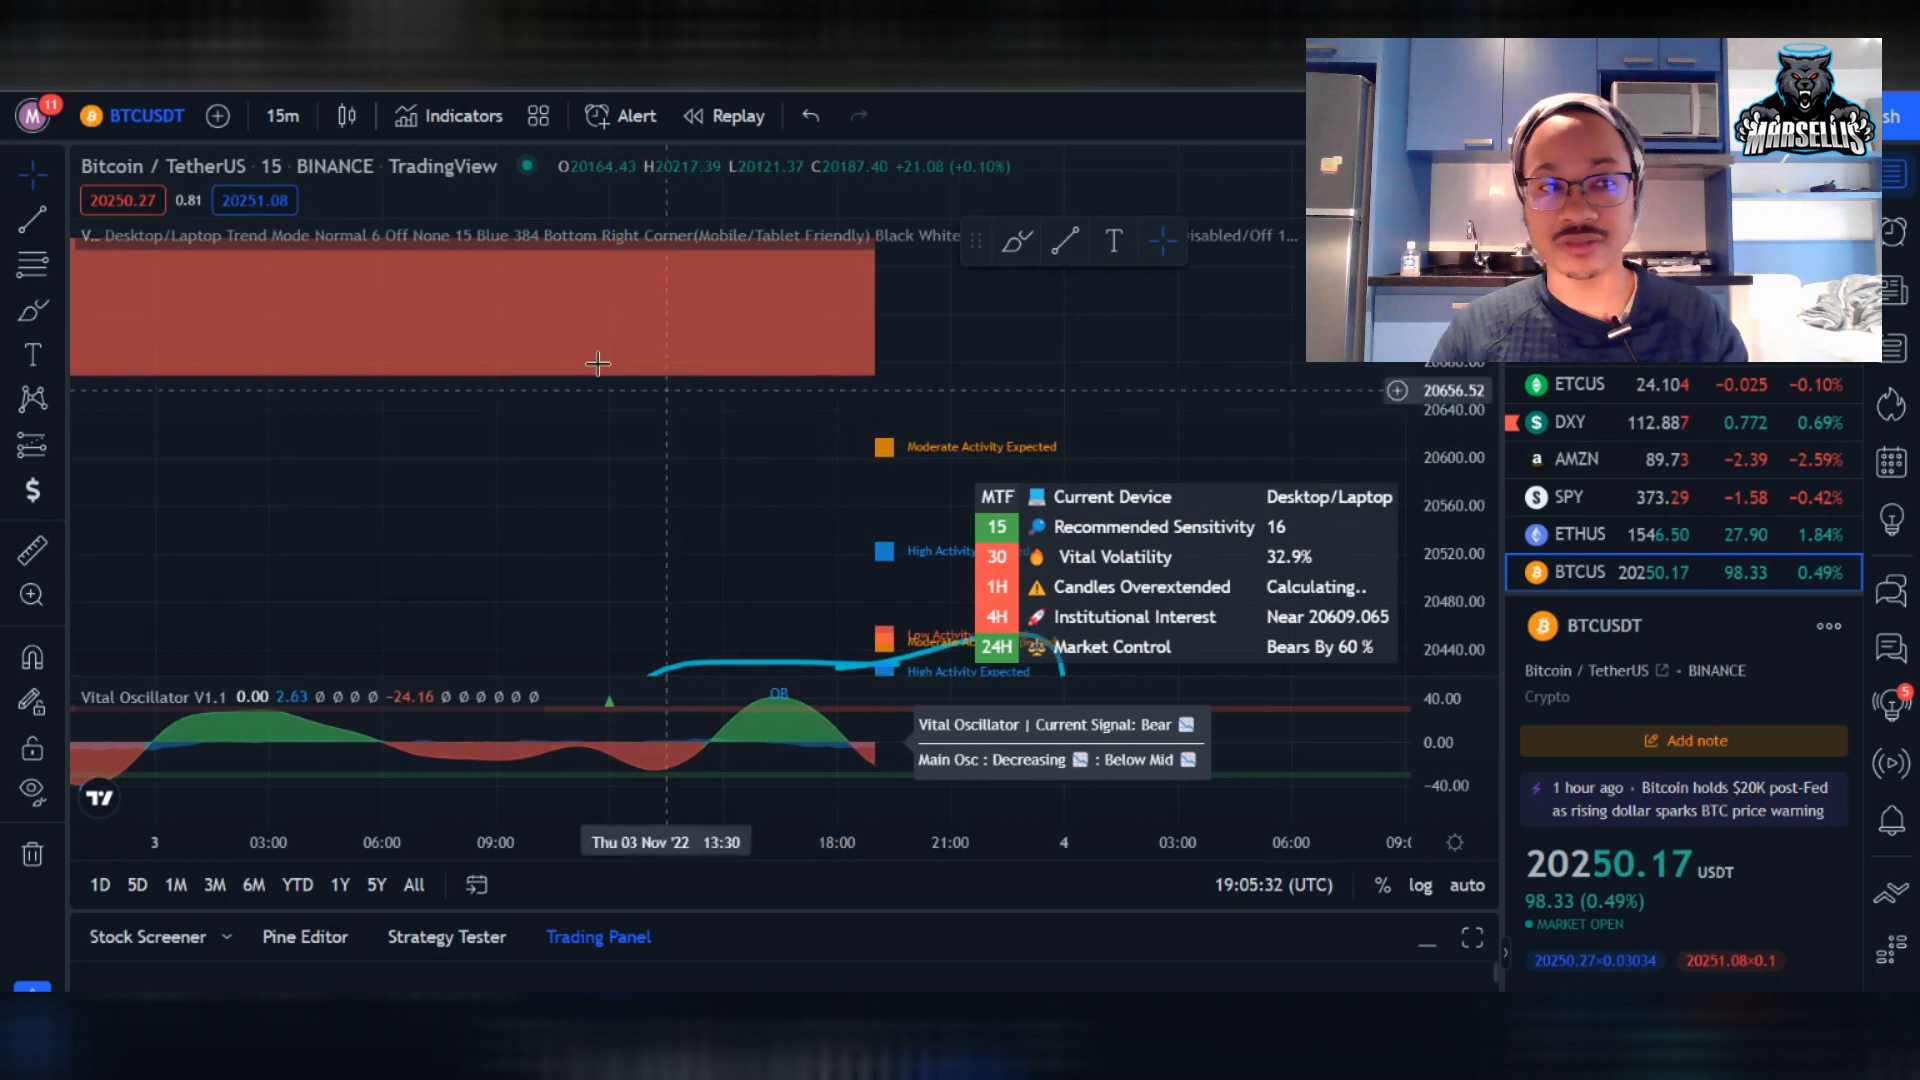 M 11 BTCUSDT 15m Indicators Alert Replay
sh
MARSELLIS
Bitcoin / TetherUS · 15 · BINANCE · TradingView O20164.43 H20217.39 L20121.37 C20187.40 +21.08 (+0.10%)
20250.27 0.81 20251.08
V... Desktop/Laptop Trend Mode Normal 6 Off None 15 Blue 384 Bottom Right Corner(Mobile/Tablet Friendly) Black White
isabled/Off 1...
20656.52
20640.00
20600.00
20560.00
20520.00
20480.00
20440.00
Moderate Activity Expected
High Activity
Low Activity
High Activity Expected
MTF Current Device Desktop/Laptop
15 Recommended Sensitivity 16
30 Vital Volatility 32.9%
1H Candles Overextended Calculating..
4H Institutional Interest Near 20609.065
24H Market Control Bears By 60 %
Vital Oscillator V1.1 0.00 2.63 Ø Ø Ø Ø −24.16 Ø Ø Ø Ø Ø Ø
OB
Vital Oscillator | Current Signal: Bear
Main Osc : Decreasing : Below Mid
40.00
0.00
−40.00
3 03:00 06:00 09:00 Thu 03 Nov '22 13:30 18:00 21:00 4 03:00 06:00 09:0
1D 5D 1M 3M 6M YTD 1Y 5Y All 19:05:32 (UTC) % log auto
Stock Screener Pine Editor Strategy Tester Trading Panel
ETCUS 24.104 −0.025 −0.10%
DXY 112.887 0.772 0.69%
AMZN 89.73 −2.39 −2.59%
SPY 373.29 −1.58 −0.42%
ETHUS 1546.50 27.90 1.84%
BTCUS 20250.17 98.33 0.49%
BTCUSDT
Bitcoin / TetherUS • BINANCE
Crypto
Add note
1 hour ago • Bitcoin holds $20K post-Fed
as rising dollar sparks BTC price warning
20250.17 USDT
98.33 (0.49%)
MARKET OPEN
20250.27×0.03034 20251.08×0.1
5